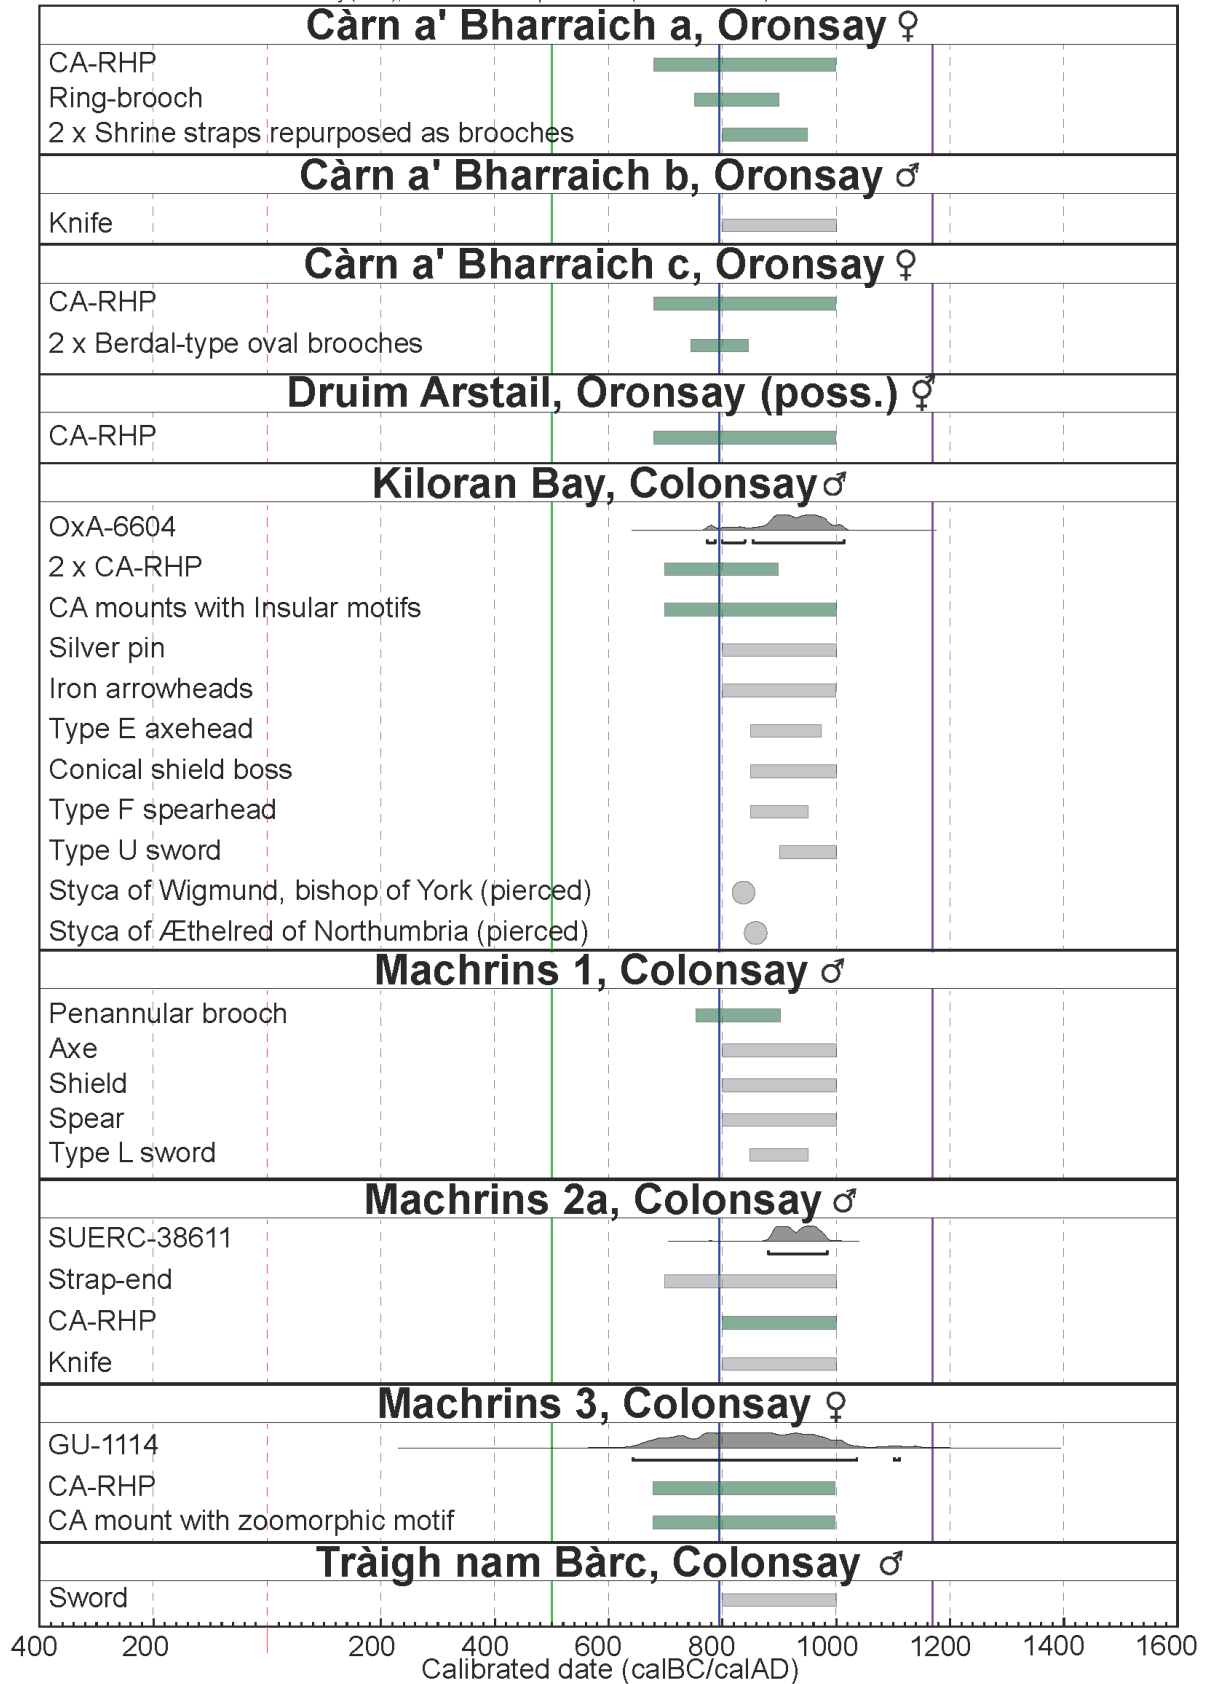 Càrn a' Bharraich a, Oronsay ♀
CA-RHP
Ring-brooch
2 x Shrine straps repurposed as brooches
Càrn a' Bharraich b, Oronsay ♂
Knife
Càrn a' Bharraich c, Oronsay ♀
CA-RHP
2 x Berdal-type oval brooches
Druim Arstail, Oronsay (poss.) ⚥
CA-RHP
Kiloran Bay, Colonsay ♂
OxA-6604
2 x CA-RHP
CA mounts with Insular motifs
Silver pin
Iron arrowheads
Type E axehead
Conical shield boss
Type F spearhead
Type U sword
Styca of Wigmund, bishop of York (pierced)
Styca of Æthelred of Northumbria (pierced)
Machrins 1, Colonsay ♂
Penannular brooch
Axe
Shield
Spear
Type L sword
Machrins 2a, Colonsay ♂
SUERC-38611
Strap-end
CA-RHP
Knife
Machrins 3, Colonsay ♀
GU-1114
CA-RHP
CA mount with zoomorphic motif
Tràigh nam Bàrc, Colonsay ♂
Sword
400 200 200 400 600 800 1000 1200 1400 1600
Calibrated date (calBC/calAD)